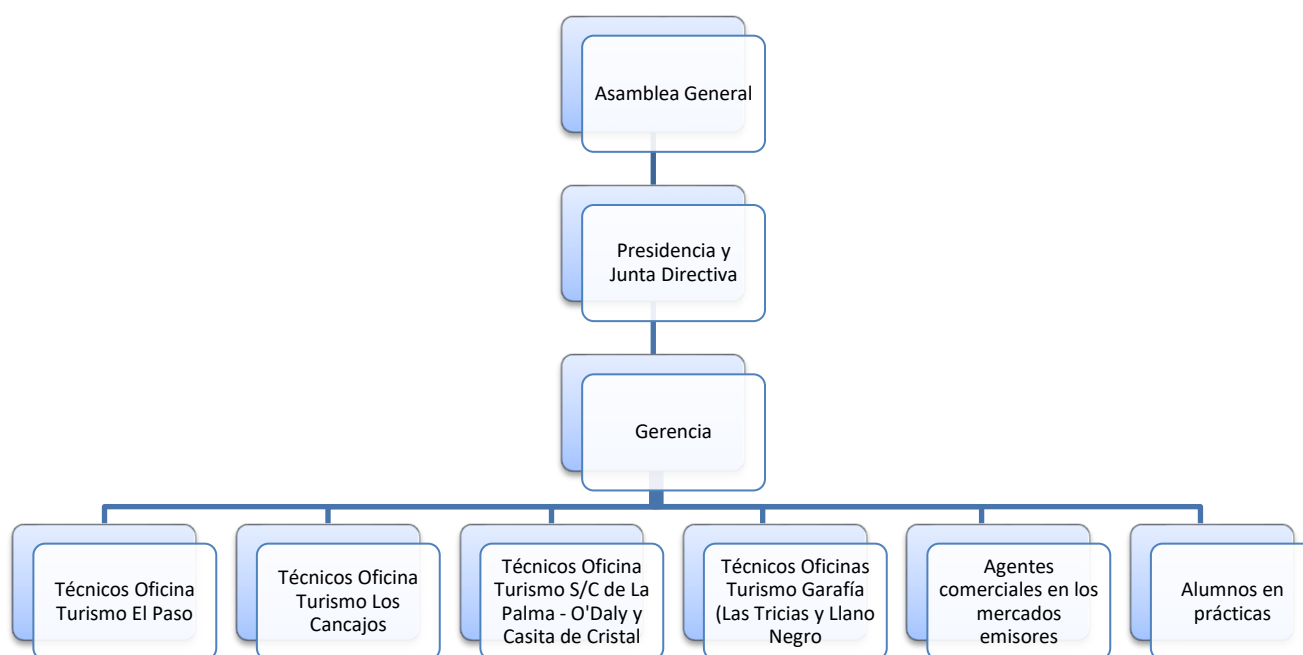 Asamblea General
Presidencia y
Junta Directiva
Gerencia
Técnicos Oficina
Turismo El Paso
Técnicos Oficina
Turismo Los
Cancajos
Técnicos Oficina
Turismo S/C de La
Palma - O'Daly y
Casita de Cristal
Técnicos Oficinas
Turismo Garafía
(Las Tricias y Llano
Negro
Agentes
comerciales en los
mercados
emisores
Alumnos en
prácticas